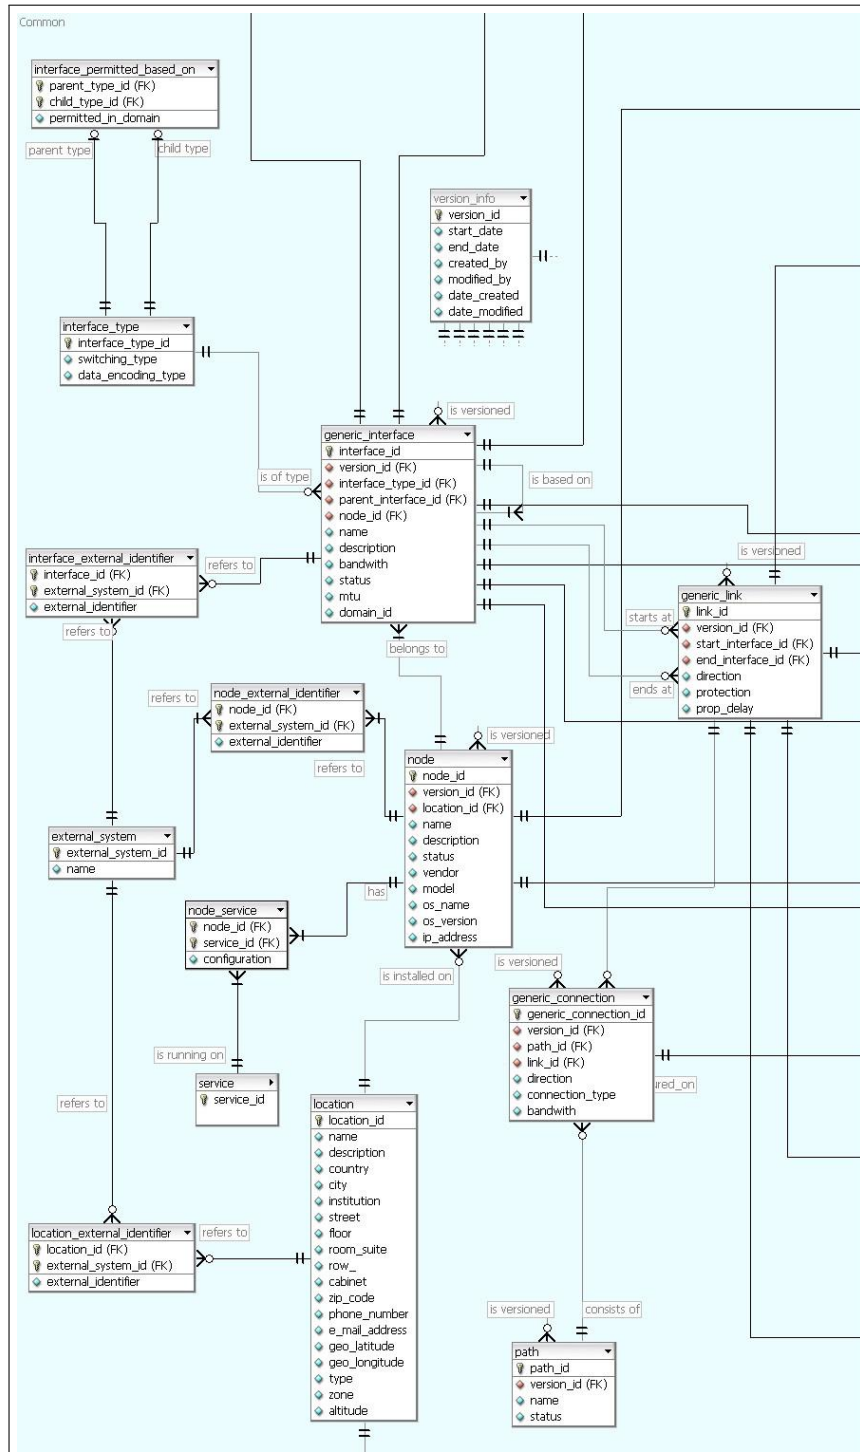 Common
interface_permitted_based_on
parent_type_id (FK)
child_type_id (FK)
permitted_in_domain
parent type
child type
version_info
version_id
start_date
end_date
created_by
modified_by
date_created
date_modified
interface_type
interface_type_id
switching_type
data_encoding_type
is versioned
generic_interface
interface_id
version_id (FK)
interface_type_id (FK)
parent_interface_id (FK)
node_id (FK)
name
description
bandwith
status
mtu
domain_id
is of type
is based on
interface_external_identifier
interface_id (FK)
external_system_id (FK)
external_identifier
refers to
refers to
is versioned
generic_link
link_id
version_id (FK)
start_interface_id (FK)
end_interface_id (FK)
direction
protection
prop_delay
starts at
ends at
belongs to
refers to
node_external_identifier
node_id (FK)
external_system_id (FK)
external_identifier
refers to
is versioned
node
node_id
version_id (FK)
location_id (FK)
name
description
status
vendor
model
os_name
os_version
ip_address
external_system
external_system_id
name
has
node_service
node_id (FK)
service_id (FK)
configuration
is installed on
is versioned
generic_connection
generic_connection_id
version_id (FK)
path_id (FK)
link_id (FK)
direction
connection_type
bandwith
ured_on
is running on
service
service_id
refers to
location
location_id
name
description
country
city
institution
street
floor
room_suite
row_
cabinet
zip_code
phone_number
e_mail_address
geo_latitude
geo_longitude
type
zone
altitude
location_external_identifier
location_id (FK)
external_system_id (FK)
external_identifier
refers to
is versioned
consists of
path
path_id
version_id (FK)
name
status